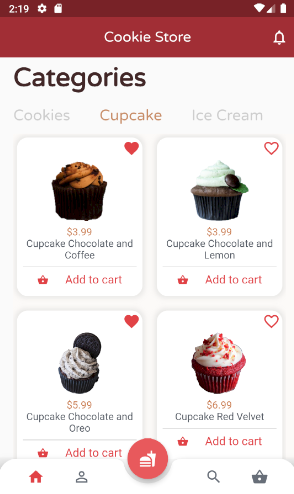 2:19
Cookie Store
Categories
Cookies Cupcake Ice Cream
$3.99
Cupcake Chocolate and
Coffee
Add to cart
$3.99
Cupcake Chocolate and
Lemon
Add to cart
$5.99
Cupcake Chocolate and
Oreo
Add to cart
$6.99
Cupcake Red Velvet
Add to cart